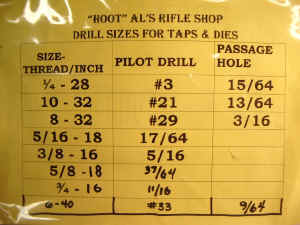 "HOOT" AL'S RIFLE SHOP
DRILL SIZES FOR TAPS & DIES
SIZE-THREAD/INCH PILOT DRILL PASSAGE HOLE
¼ - 28 #3 15/64
10 - 32 #21 13/64
8 - 32 #29 3/16
5/16 - 18 17/64
3/8 - 16 5/16
5/8 - 18 37/64
¾ - 16 11/16
6-40 #33 9/64